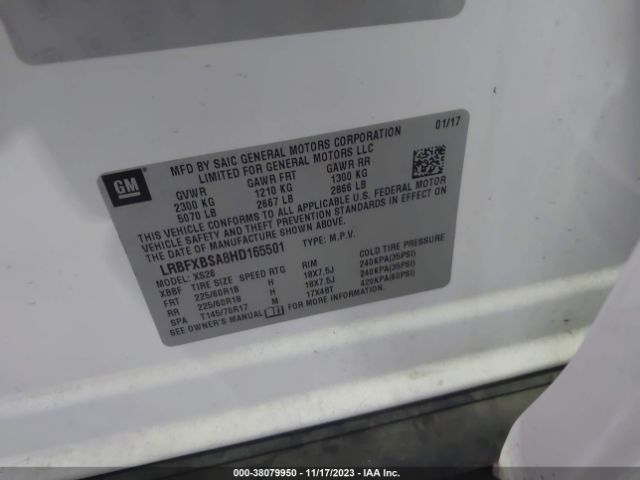 GM
MFD BY SAIC GENERAL MOTORS CORPORATION 01/17
LIMITED FOR GENERAL MOTORS LLC
GVWR GAWR FRT GAWR RR
2300 KG 1210 KG 1300 KG
5070 LB 2667 LB 2866 LB
THIS VEHICLE CONFORMS TO ALL APPLICABLE U.S. FEDERAL MOTOR
VEHICLE SAFETY AND THEFT PREVENTION STANDARDS IN EFFECT ON
THE DATE OF MANUFACTURE SHOWN ABOVE.
LRBFXBSA8HD165501 TYPE: M.P.V.
MODEL: XS26
XBF TIRE SIZE SPEED RTG RIM COLD TIRE PRESSURE
FRT 225/60R18 H 18X7.5J 240KPA(35PSI)
RR 225/60R18 H 18X7.5J 240KPA(35PSI)
SPA T145/70R17 M 17X4BT 420KPA(60PSI)
SEE OWNER'S MANUAL
000-38079950 - 11/17/2023 - IAA Inc.